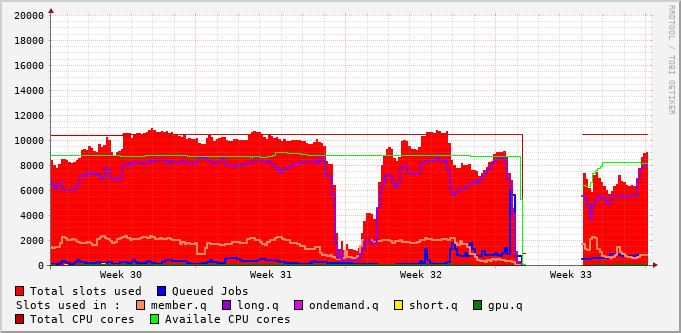 20000
18000
16000
14000
12000
10000
8000
6000
4000
2000
0
Week 30 Week 31 Week 32 Week 33
RRDTOOL / TOBI OETIKER
Total slots used Queued Jobs
Slots used in : member.q long.q ondemand.q short.q gpu.q
Total CPU cores Availale CPU cores